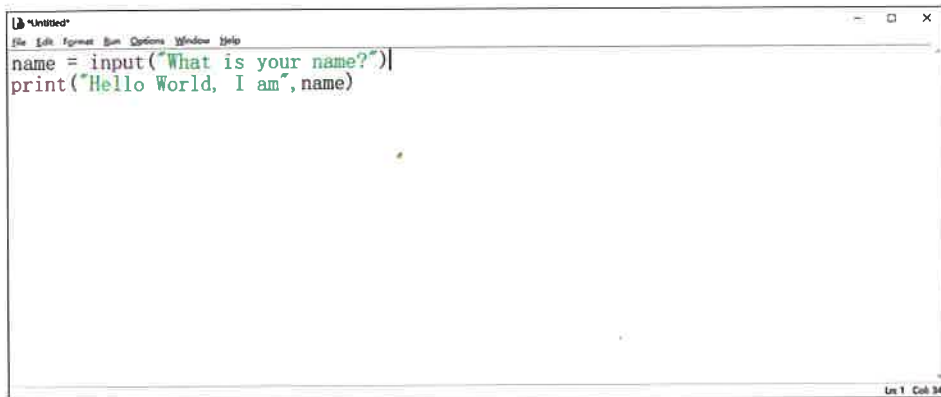 *Untitled*
File Edit Format Run Options Window Help
name = input("What is your name?")
print("Hello World, I am",name)
Ln: 1 Col: 34